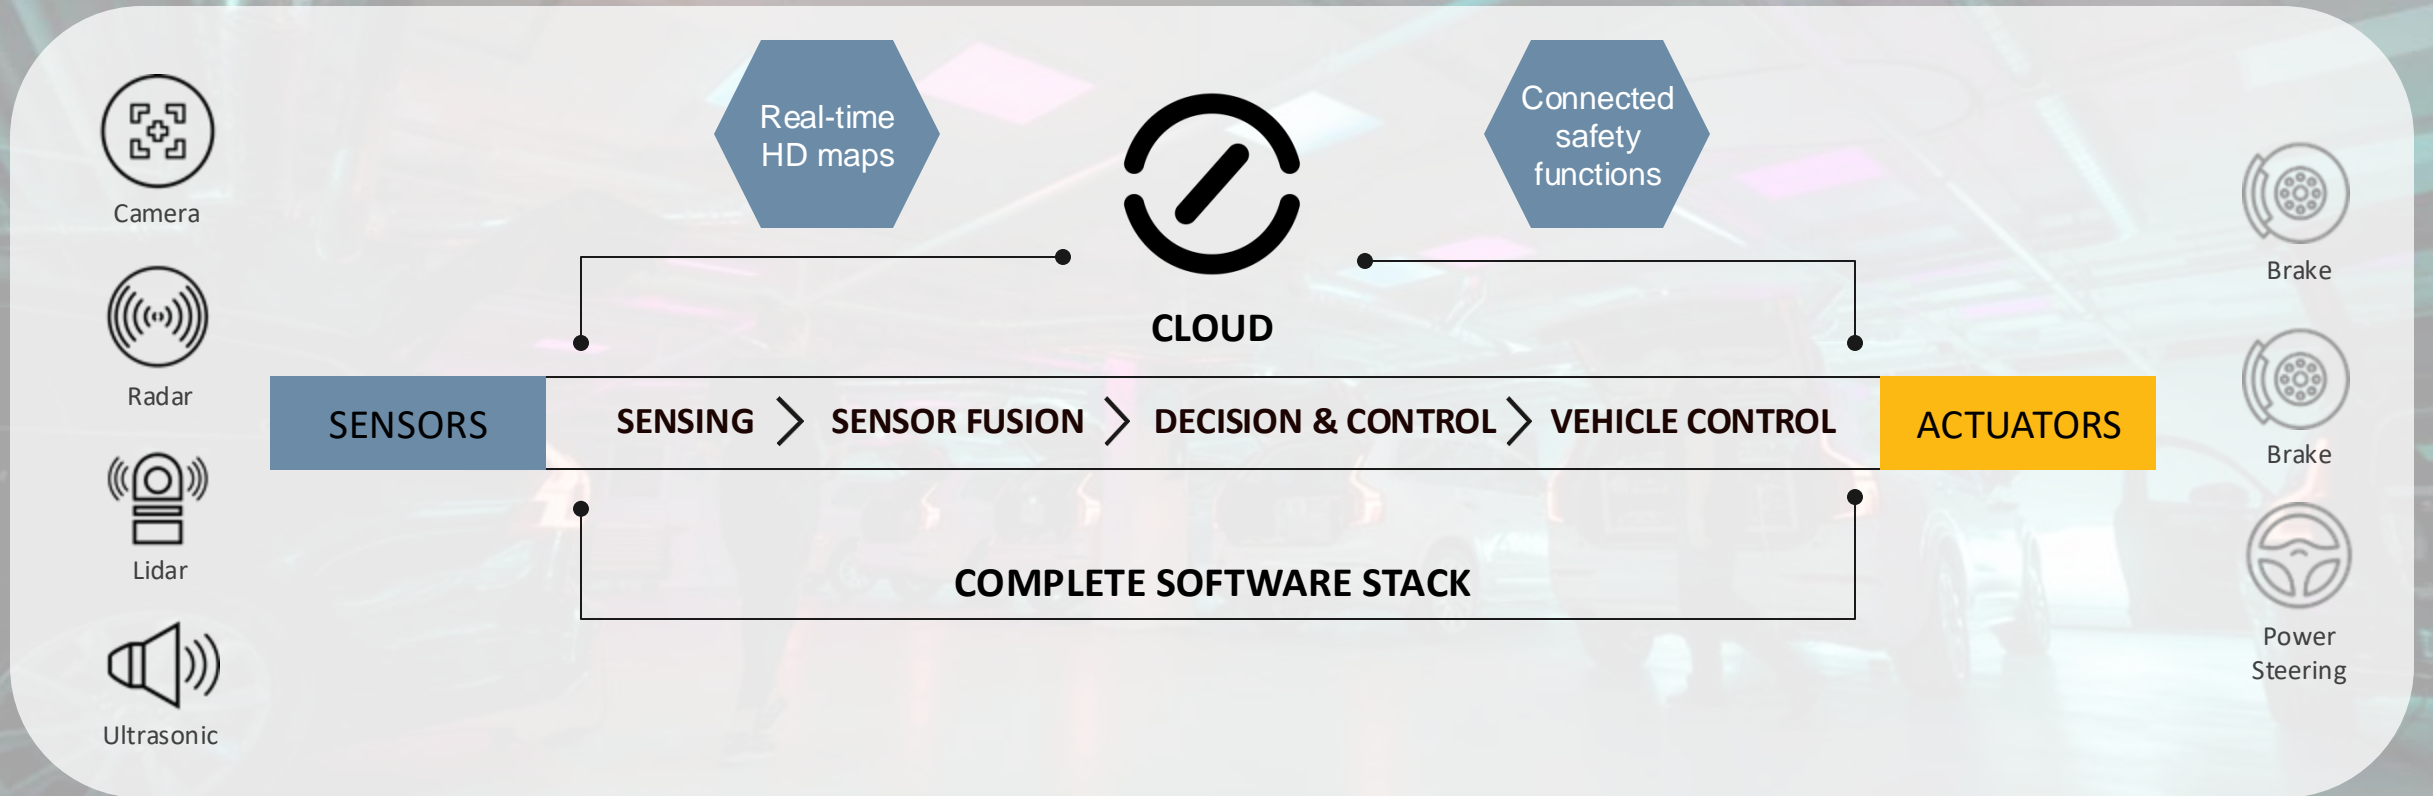 Camera
Radar
Lidar
Ultrasonic
Real-time
HD maps
Connected
safety
functions
CLOUD
SENSORS
SENSING
SENSOR FUSION
DECISION & CONTROL
VEHICLE CONTROL
ACTUATORS
COMPLETE SOFTWARE STACK
Brake
Brake
Power
Steering